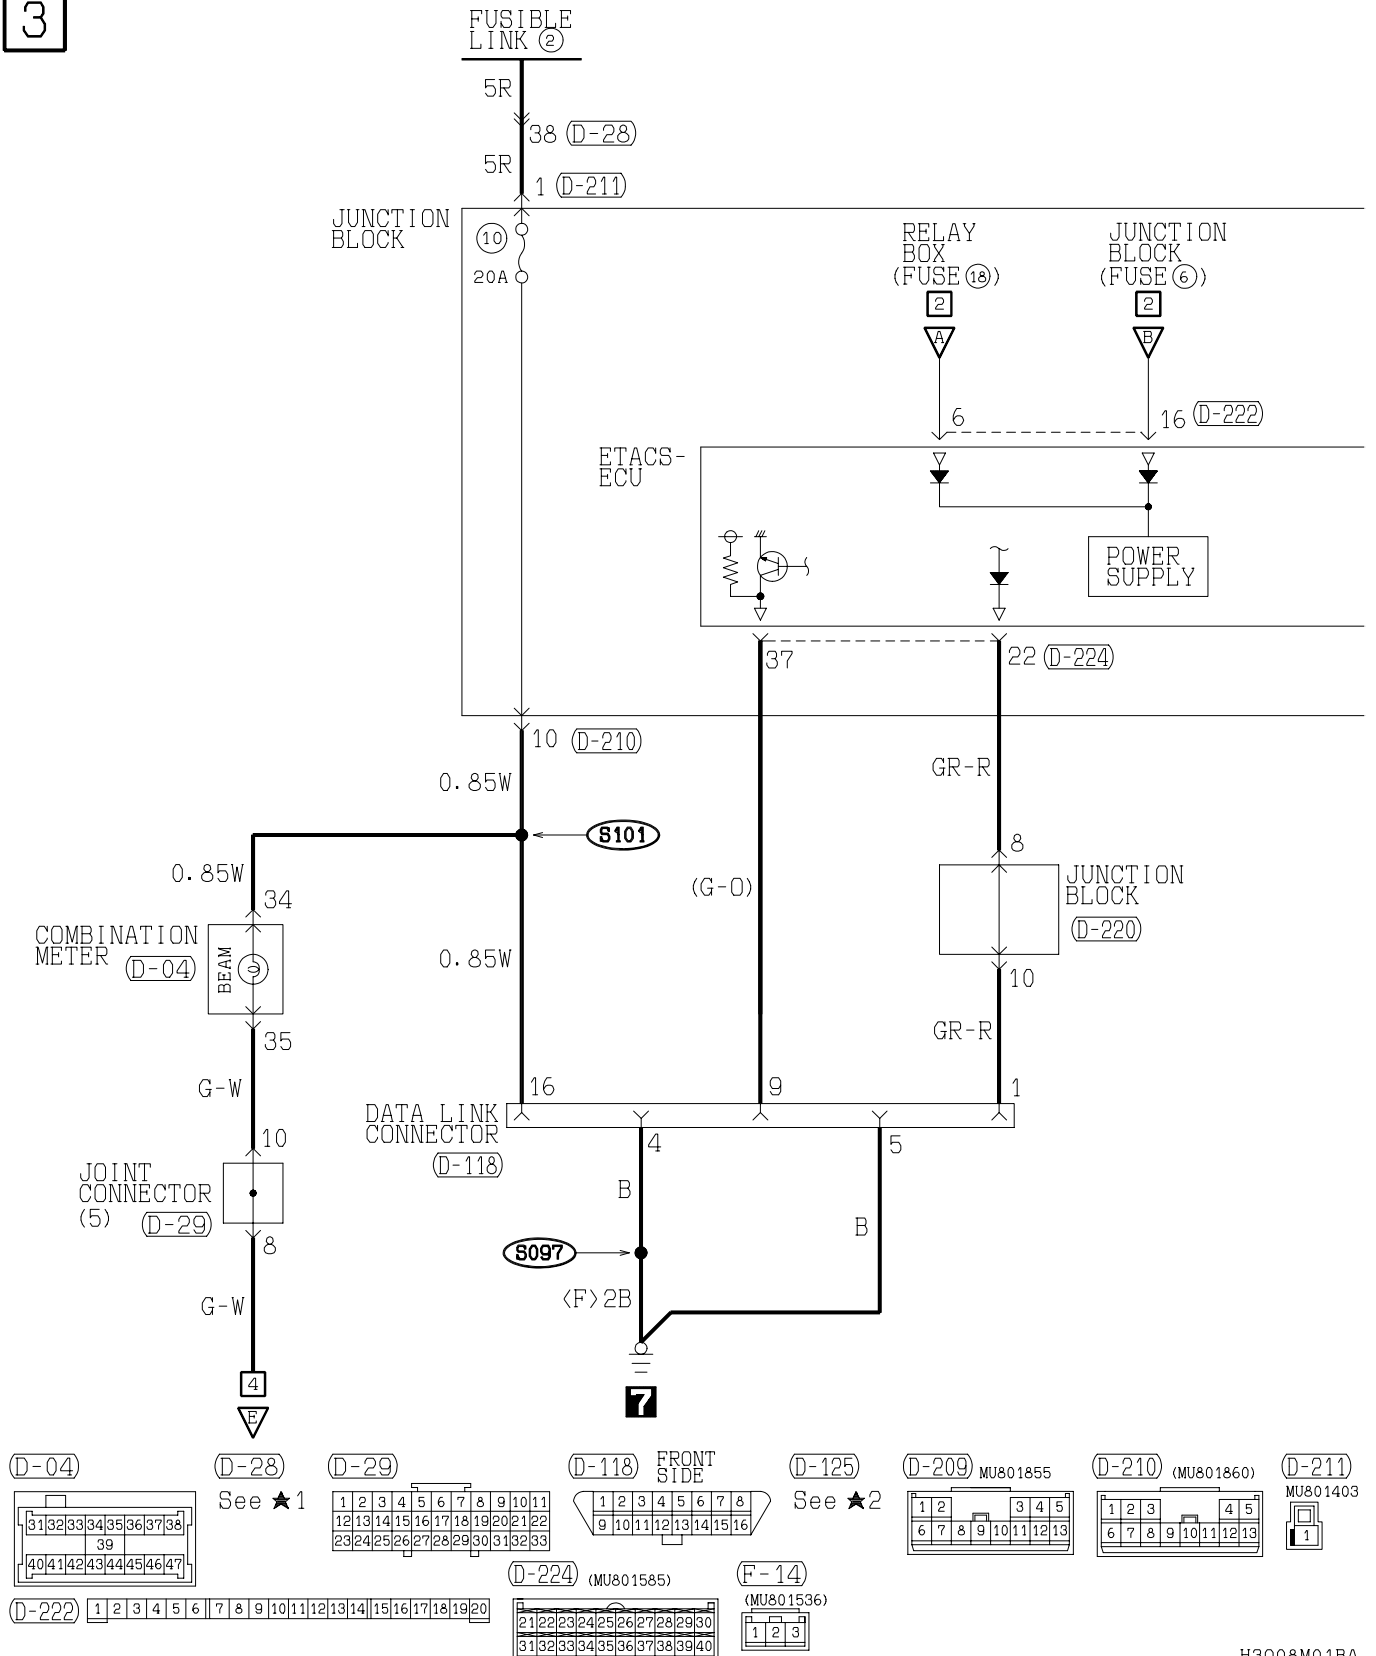 3
FUSIBLE
LINK ②
5R
38 (D-28)
5R
1 (D-211)
JUNCTION
BLOCK
⑩
20A
RELAY
BOX
(FUSE ⑱)
2
A
JUNCTION
BLOCK
(FUSE ⑥)
2
B
6
16 (D-222)
ETACS-
ECU
POWER
SUPPLY
37
22 (D-224)
10 (D-210)
0.85W
GR-R
S101
0.85W
34
8
(G-O)
JUNCTION
BLOCK
(D-220)
COMBINATION
METER (D-04)
BEAM
0.85W
10
35
GR-R
G-W
16
9
1
DATA LINK
CONNECTOR
(D-118)
4
5
10
JOINT
CONNECTOR
(5) (D-29)
B
B
8
S097
G-W
<F>2B
4
E
7
(D-04)
31 32 33 34 35 36 37 38
39
40 41 42 43 44 45 46 47
(D-28)
See ★1
(D-29)
1 2 3 4 5 6 7 8 9 10 11
12 13 14 15 16 17 18 19 20 21 22
23 24 25 26 27 28 29 30 31 32 33
(D-118) FRONT
SIDE
1 2 3 4 5 6 7 8
9 10 11 12 13 14 15 16
(D-125)
See ★2
(D-209) MU801855
1 2 3 4 5
6 7 8 9 10 11 12 13
(D-210) (MU801860)
1 2 3 4 5
6 7 8 9 10 11 12 13
(D-211)
MU801403
1
(D-222)
1 2 3 4 5 6 7 8 9 10 11 12 13 14 15 16 17 18 19 20
(D-224) (MU801585)
21 22 23 24 25 26 27 28 29 30
31 32 33 34 35 36 37 38 39 40
(F-14)
(MU801536)
1 2 3